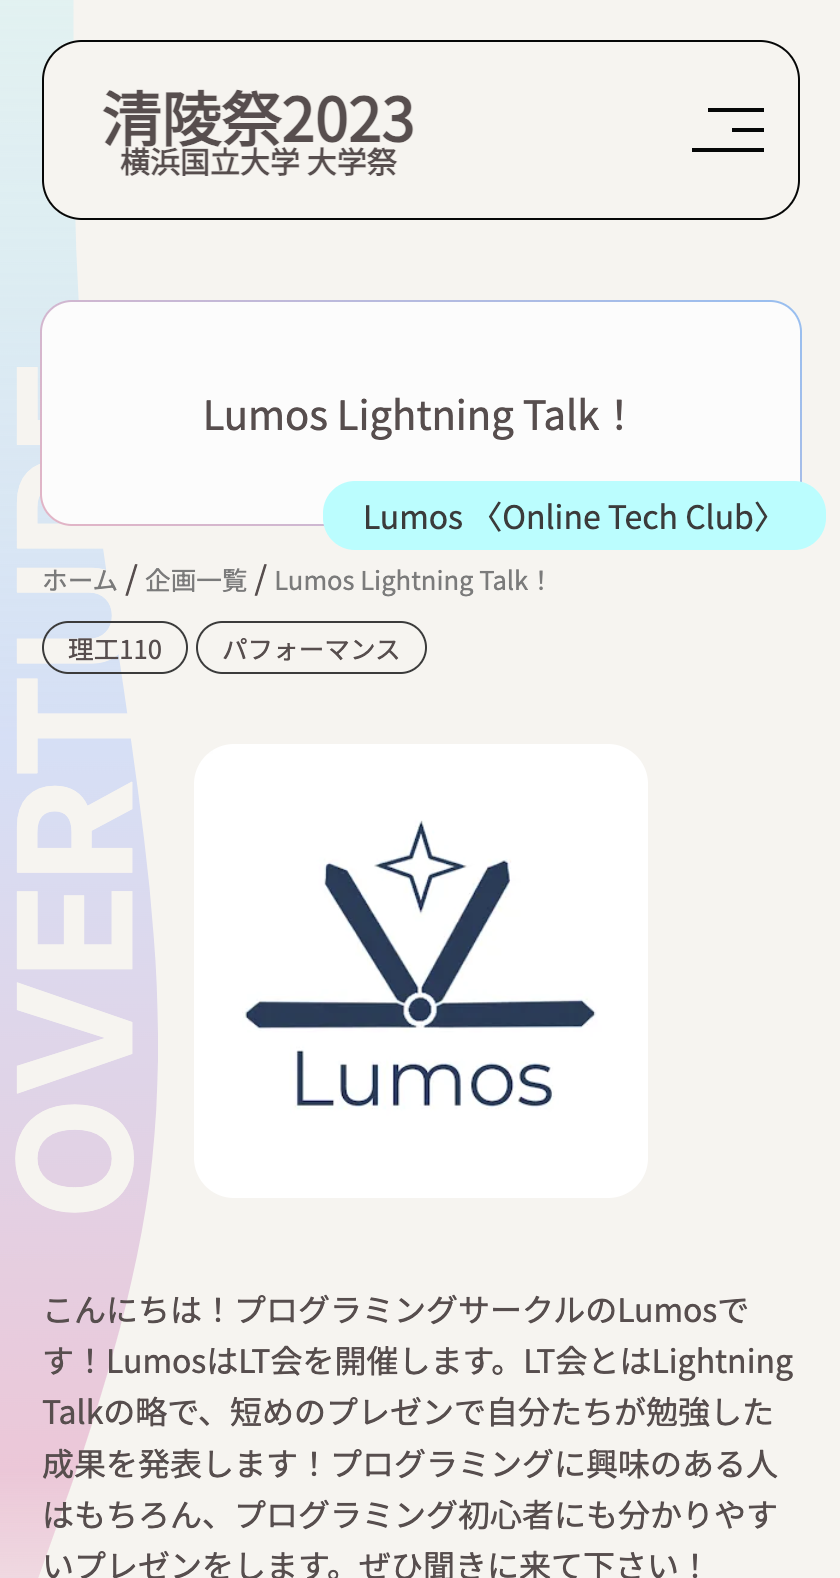 清陵祭2023
横浜国立大学 大学祭
Lumos Lightning Talk！
Lumos 〈Online Tech Club〉
ホーム / 企画一覧 / Lumos Lightning Talk！
理工110
パフォーマンス
OVERTURE
Lumos
こんにちは！プログラミングサークルのLumosで
す！LumosはLT会を開催します。LT会とはLightning
Talkの略で、短めのプレゼンで自分たちが勉強した
成果を発表します！プログラミングに興味のある人
はもちろん、プログラミング初心者にも分かりやす
いプレゼンをします。ぜひ聞きに来て下さい！